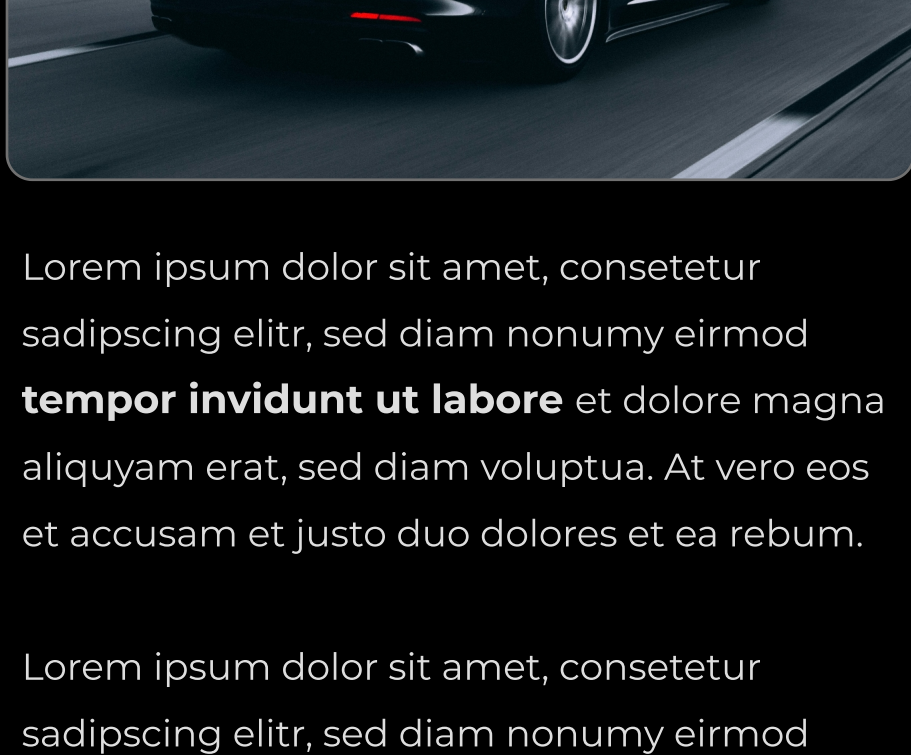 Lorem ipsum dolor sit amet, consetetur
sadipscing elitr, sed diam nonumy eirmod
tempor invidunt ut labore et dolore magna
aliquyam erat, sed diam voluptua. At vero eos
et accusam et justo duo dolores et ea rebum.
Lorem ipsum dolor sit amet, consetetur
sadipscing elitr, sed diam nonumy eirmod